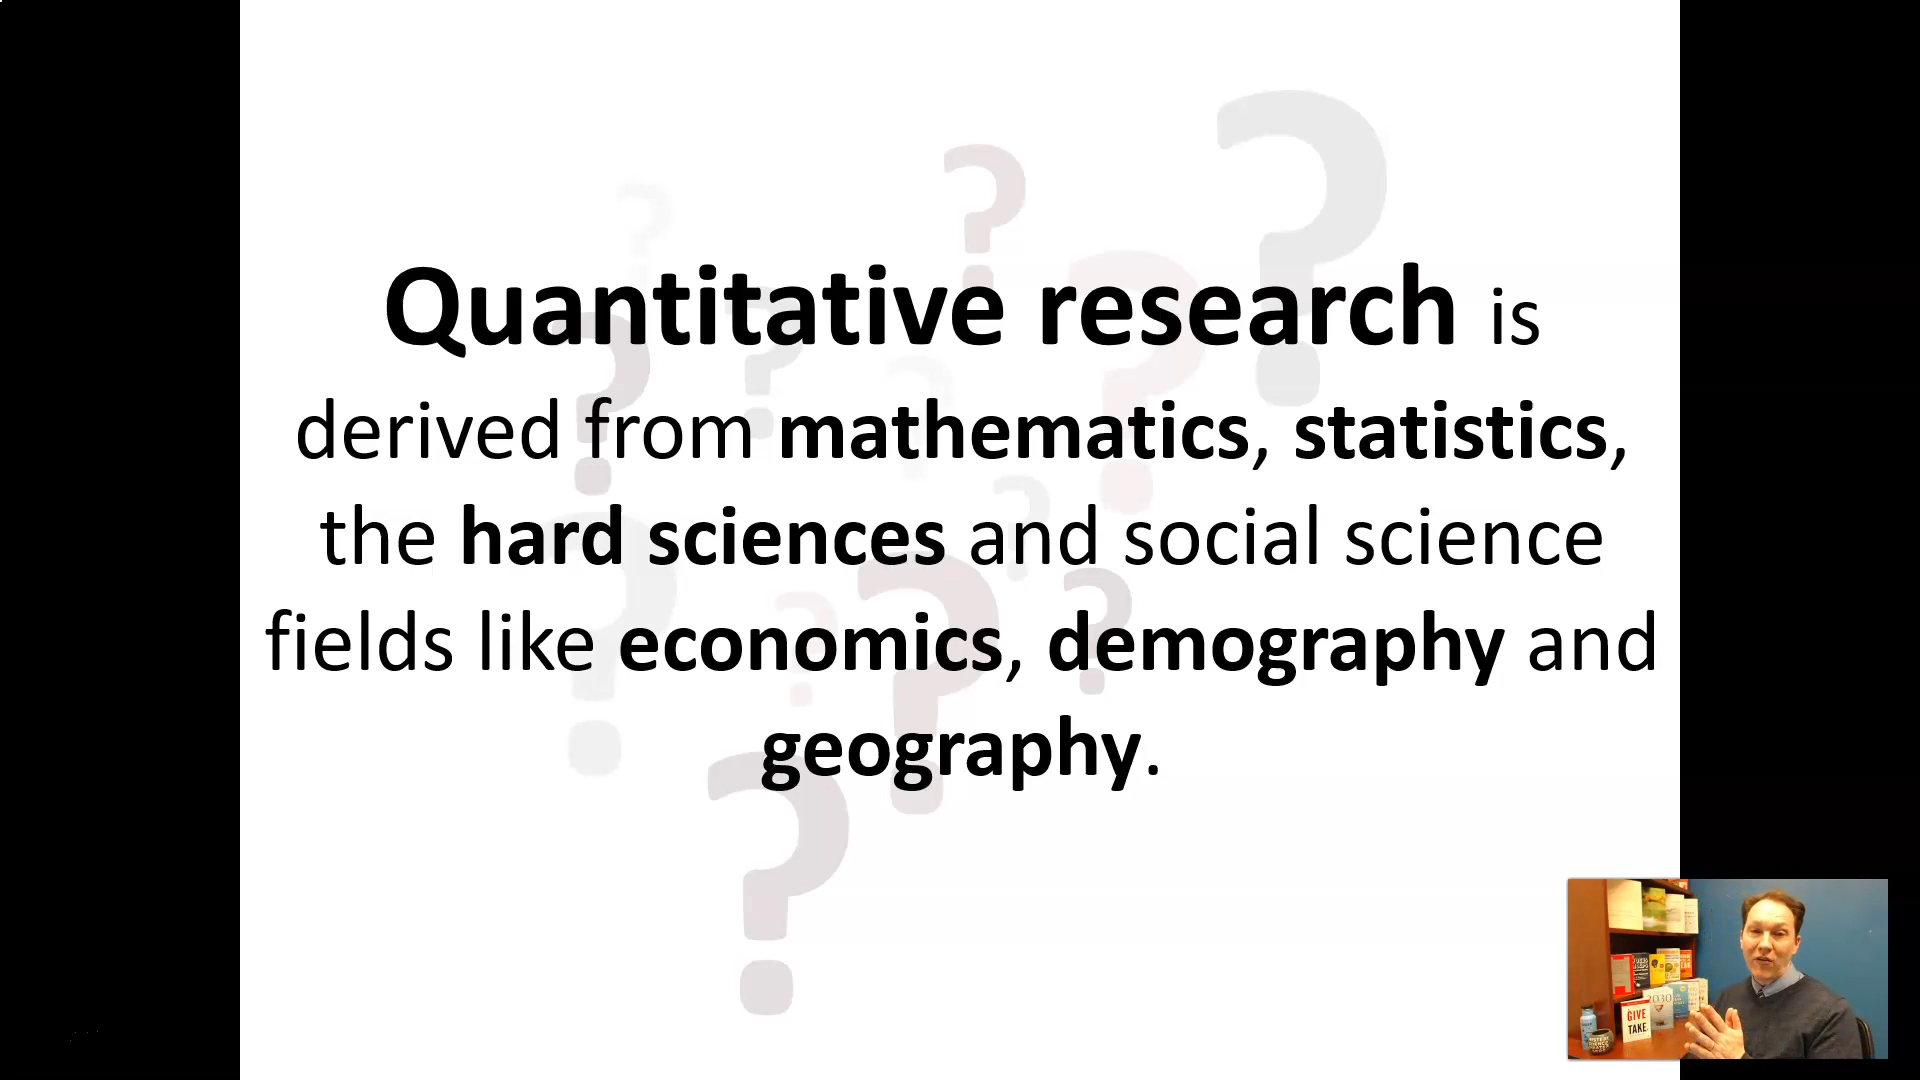 Quantitative research is
derived from mathematics, statistics,
the hard sciences and social science
fields like economics, demography and
geography.
GIVE
TAKE
2030